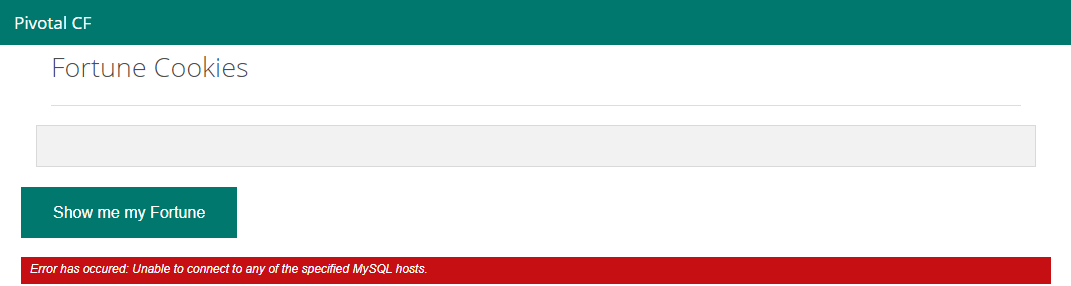 Pivotal CF
Fortune Cookies
Show me my Fortune
Error has occured: Unable to connect to any of the specified MySQL hosts.